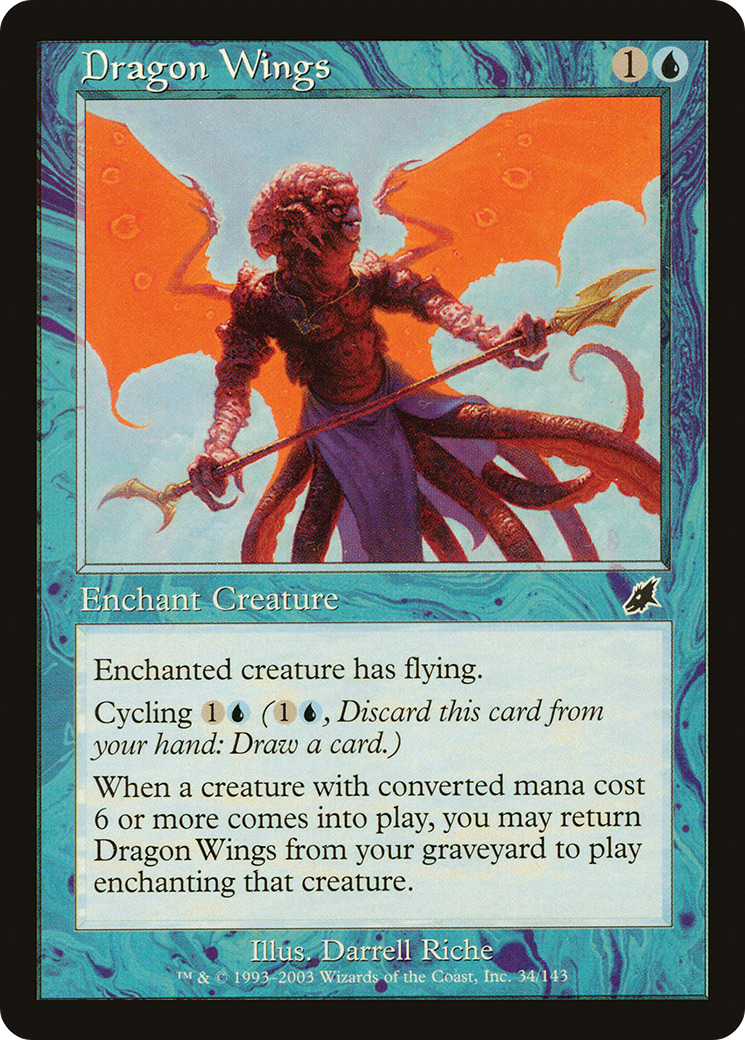 Dragon Wings 1
Enchant Creature
Enchanted creature has flying.
Cycling 1 (1, Discard this card from
your hand: Draw a card.)
When a creature with converted mana cost
6 or more comes into play, you may return
Dragon Wings from your graveyard to play
enchanting that creature.
Illus. Darrell Riche
™ & © 1993–2003 Wizards of the Coast, Inc. 34/143